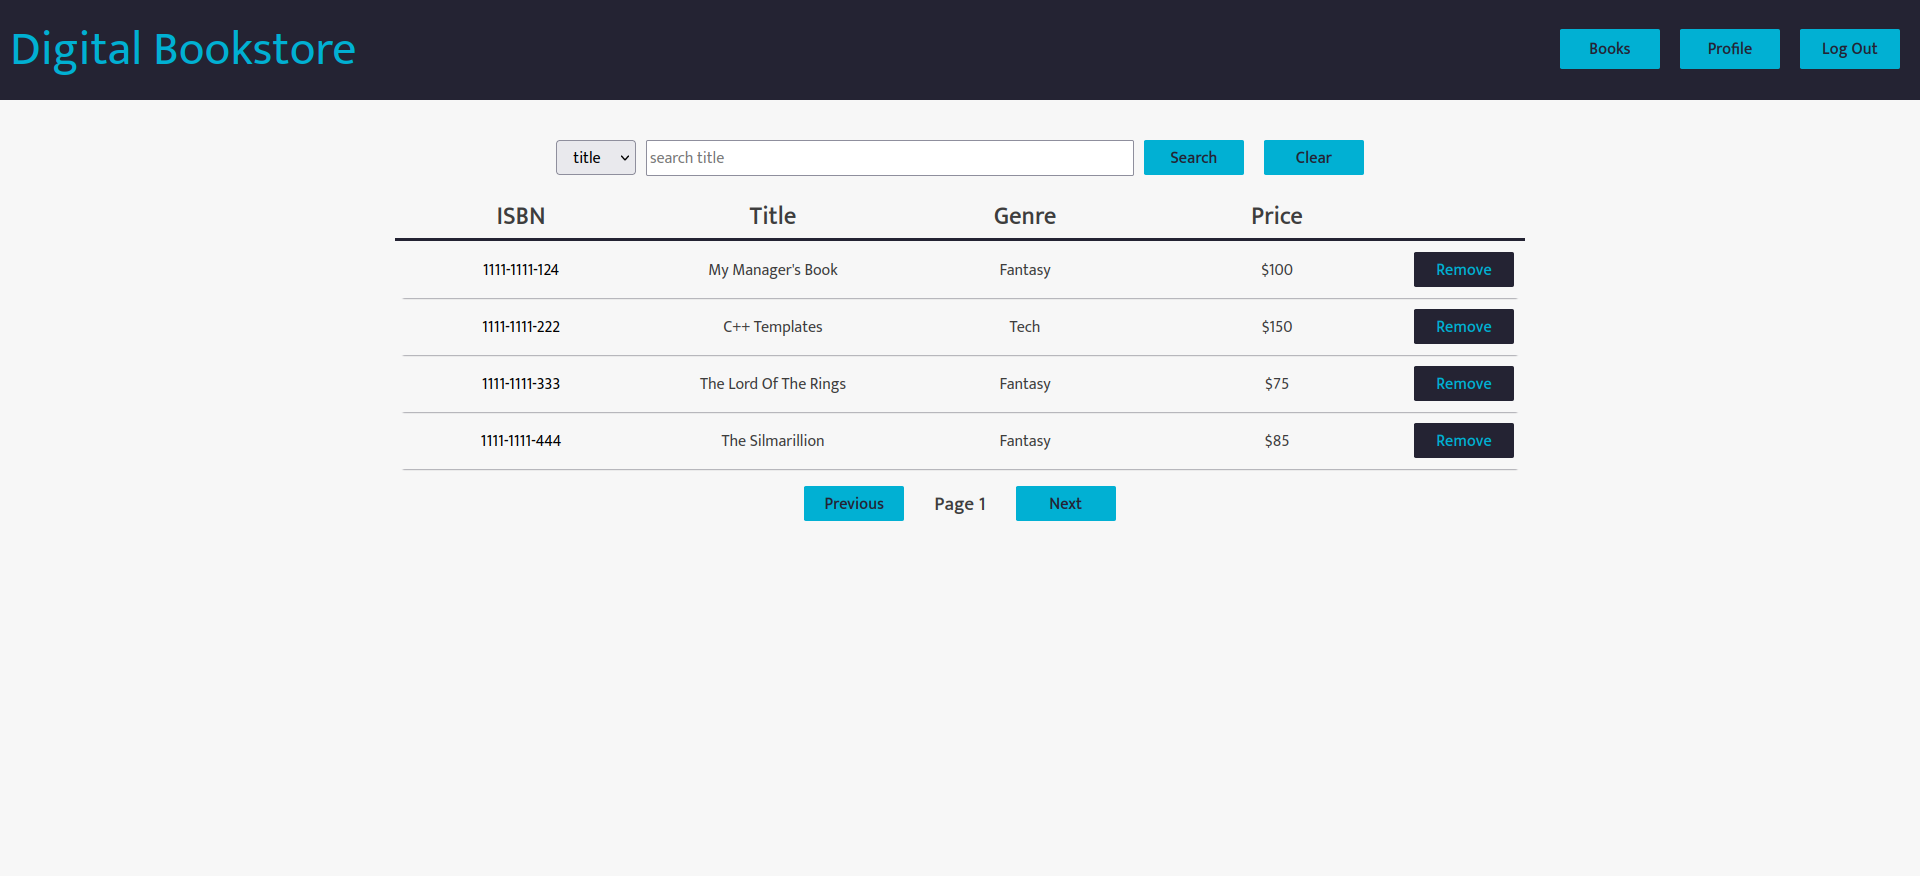 Digital Bookstore Books Profile Log Out
title search title Search Clear
ISBN Title Genre Price
1111-1111-124 My Manager's Book Fantasy $100 Remove
1111-1111-222 C++ Templates Tech $150 Remove
1111-1111-333 The Lord Of The Rings Fantasy $75 Remove
1111-1111-444 The Silmarillion Fantasy $85 Remove
Previous Page 1 Next